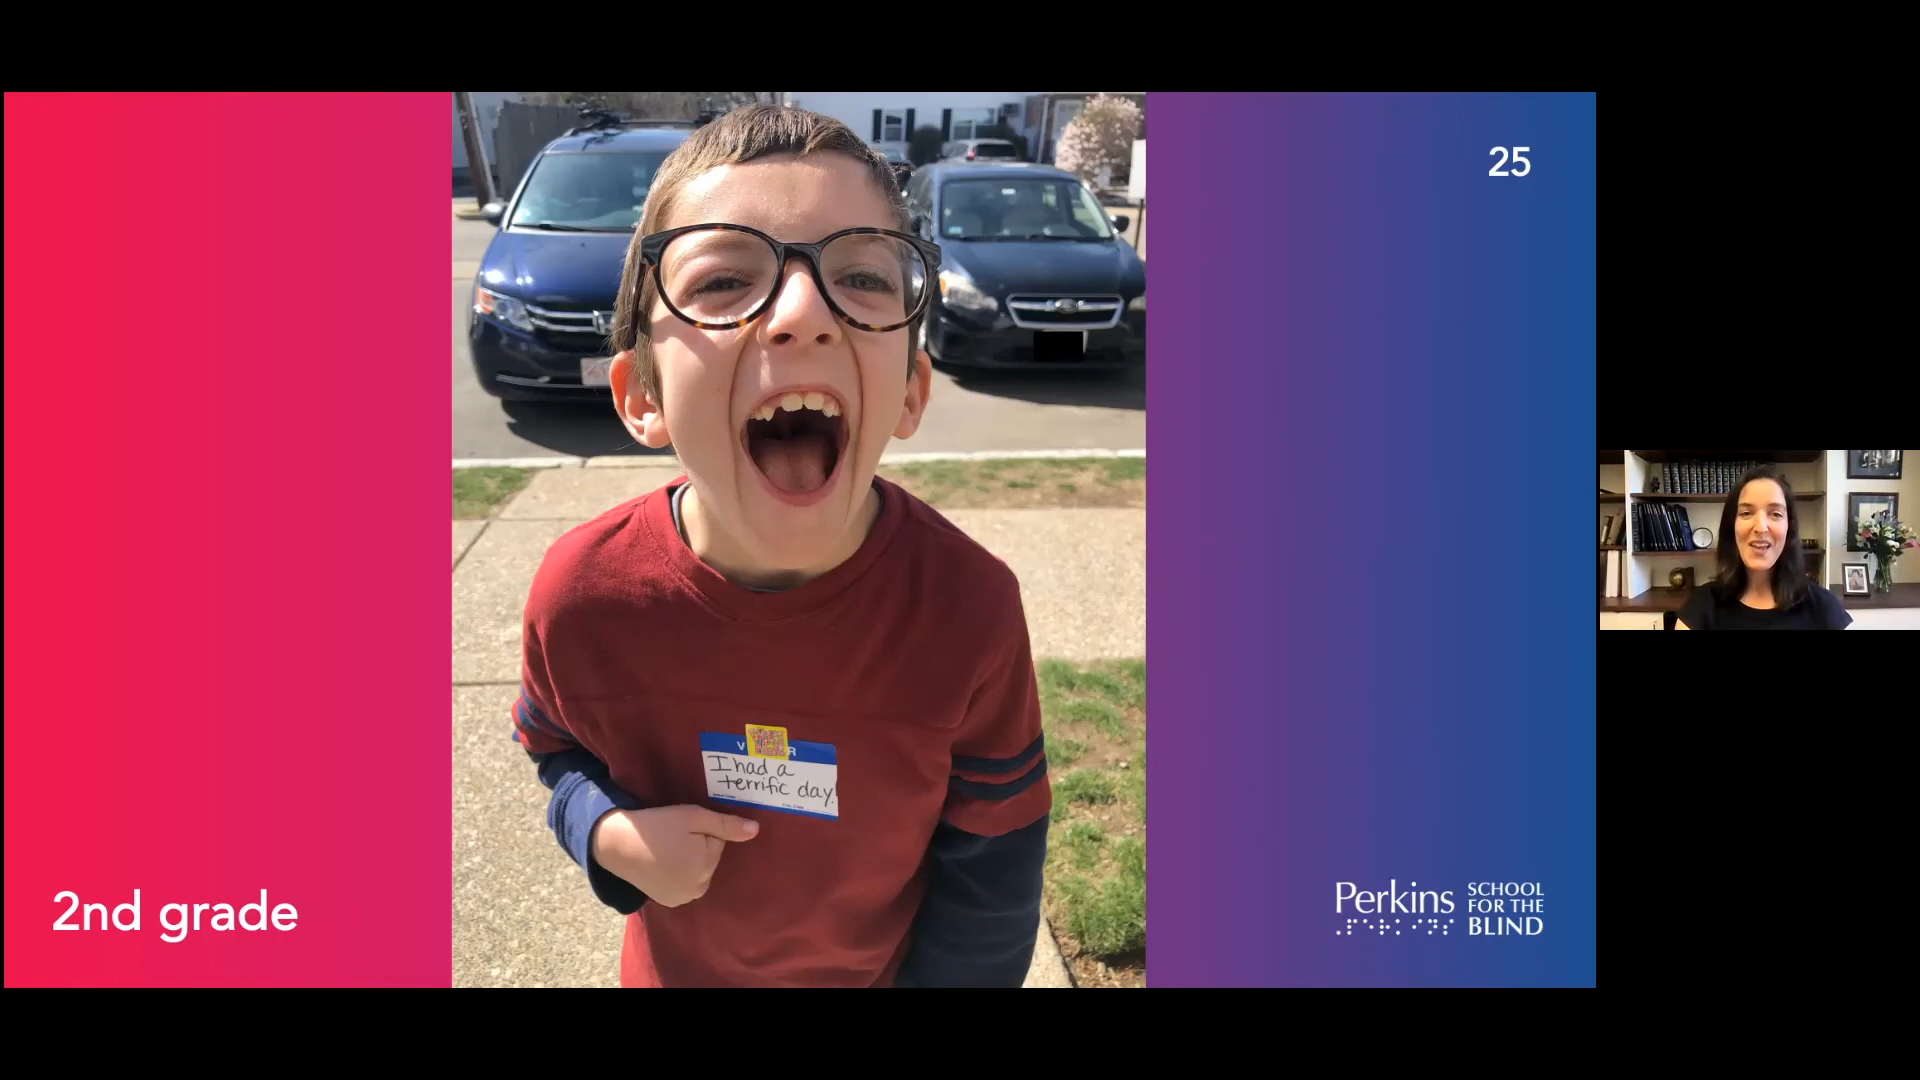 25
V R
I had a
terrific day!
2nd grade
Perkins SCHOOL
FOR THE
BLIND